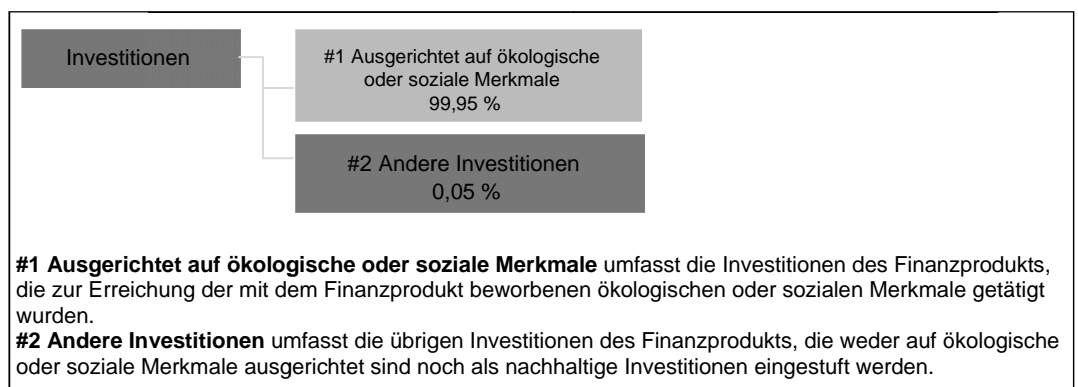 Investitionen
#1 Ausgerichtet auf ökologische
oder soziale Merkmale
99,95 %
#2 Andere Investitionen
0,05 %
#1 Ausgerichtet auf ökologische oder soziale Merkmale umfasst die Investitionen des Finanzprodukts,
die zur Erreichung der mit dem Finanzprodukt beworbenen ökologischen oder sozialen Merkmale getätigt
wurden.
#2 Andere Investitionen umfasst die übrigen Investitionen des Finanzprodukts, die weder auf ökologische
oder soziale Merkmale ausgerichtet sind noch als nachhaltige Investitionen eingestuft werden.